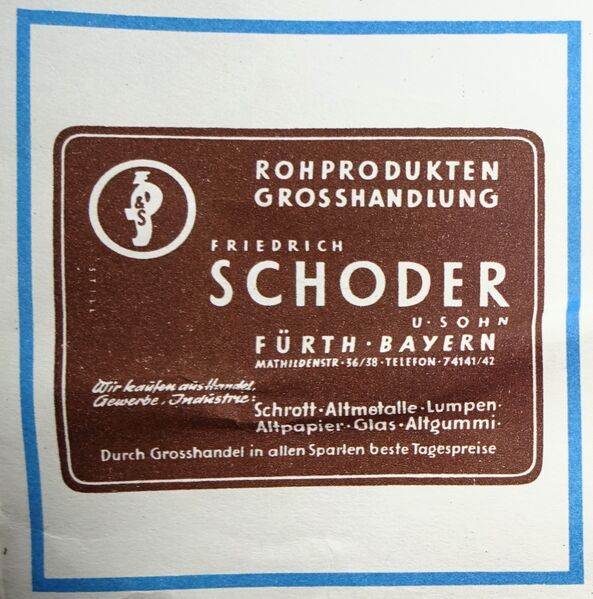 ROHPRODUKTEN
GROSSHANDLUNG
& S
FRIEDRICH
SCHODER
U · SOHN
FÜRTH · BAYERN
MATHILDENSTR · 36/38 · TELEFON · 74141/42
STILL
Wir kaufen aus Handel,
Gewerbe, Industrie:
Schrott · Altmetalle · Lumpen ·
Altpapier · Glas · Altgummi ·
Durch Grosshandel in allen Sparten beste Tagespreise